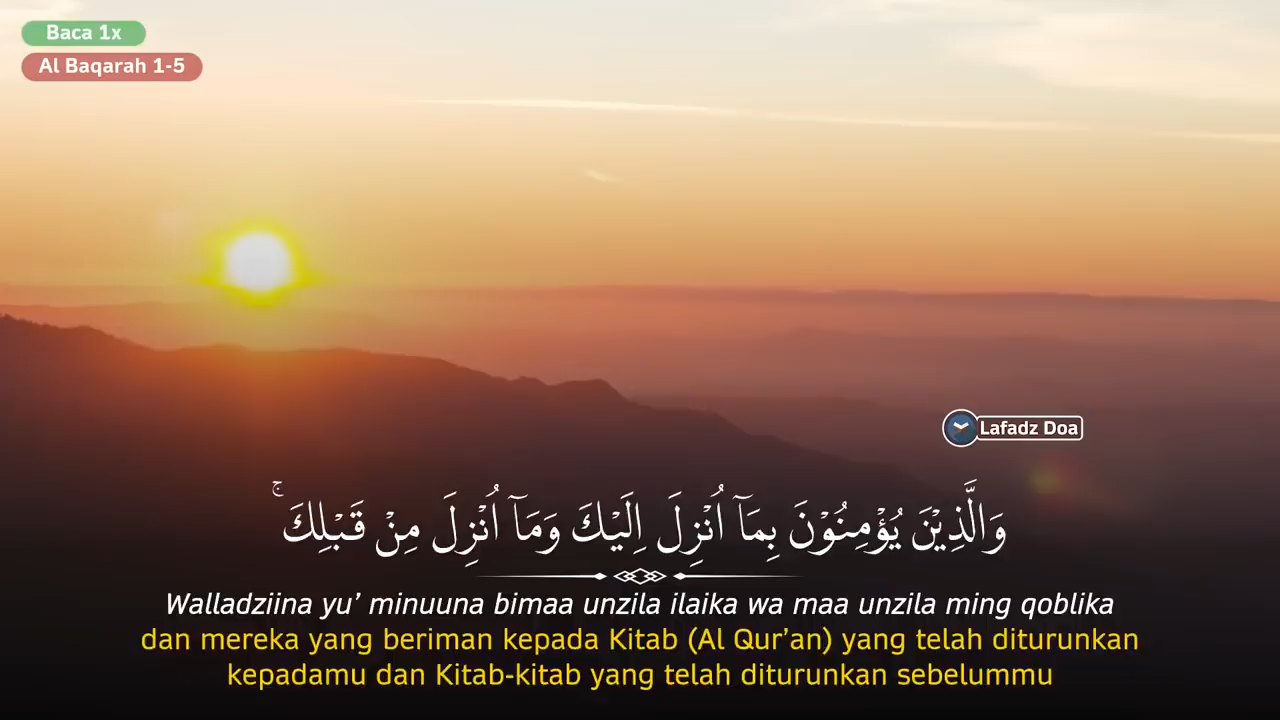 Baca 1x
Al Baqarah 1-5
Lafadz Doa
وَالَّذِيْنَ يُؤْمِنُوْنَ بِمَآ اُنْزِلَ اِلَيْكَ وَمَآ اُنْزِلَ مِنْ قَبْلِكَ ۚ
Walladziina yu’ minuuna bimaa unzila ilaika wa maa unzila ming qoblika
dan mereka yang beriman kepada Kitab (Al Qur’an) yang telah diturunkan
kepadamu dan Kitab-kitab yang telah diturunkan sebelummu